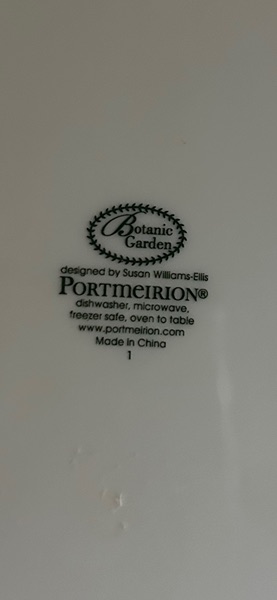 Botanic
Garden
designed by Susan Williams-Ellis
PORTMEIRION®
dishwasher, microwave,
freezer safe, oven to table
www.portmeirion.com
Made in China
1